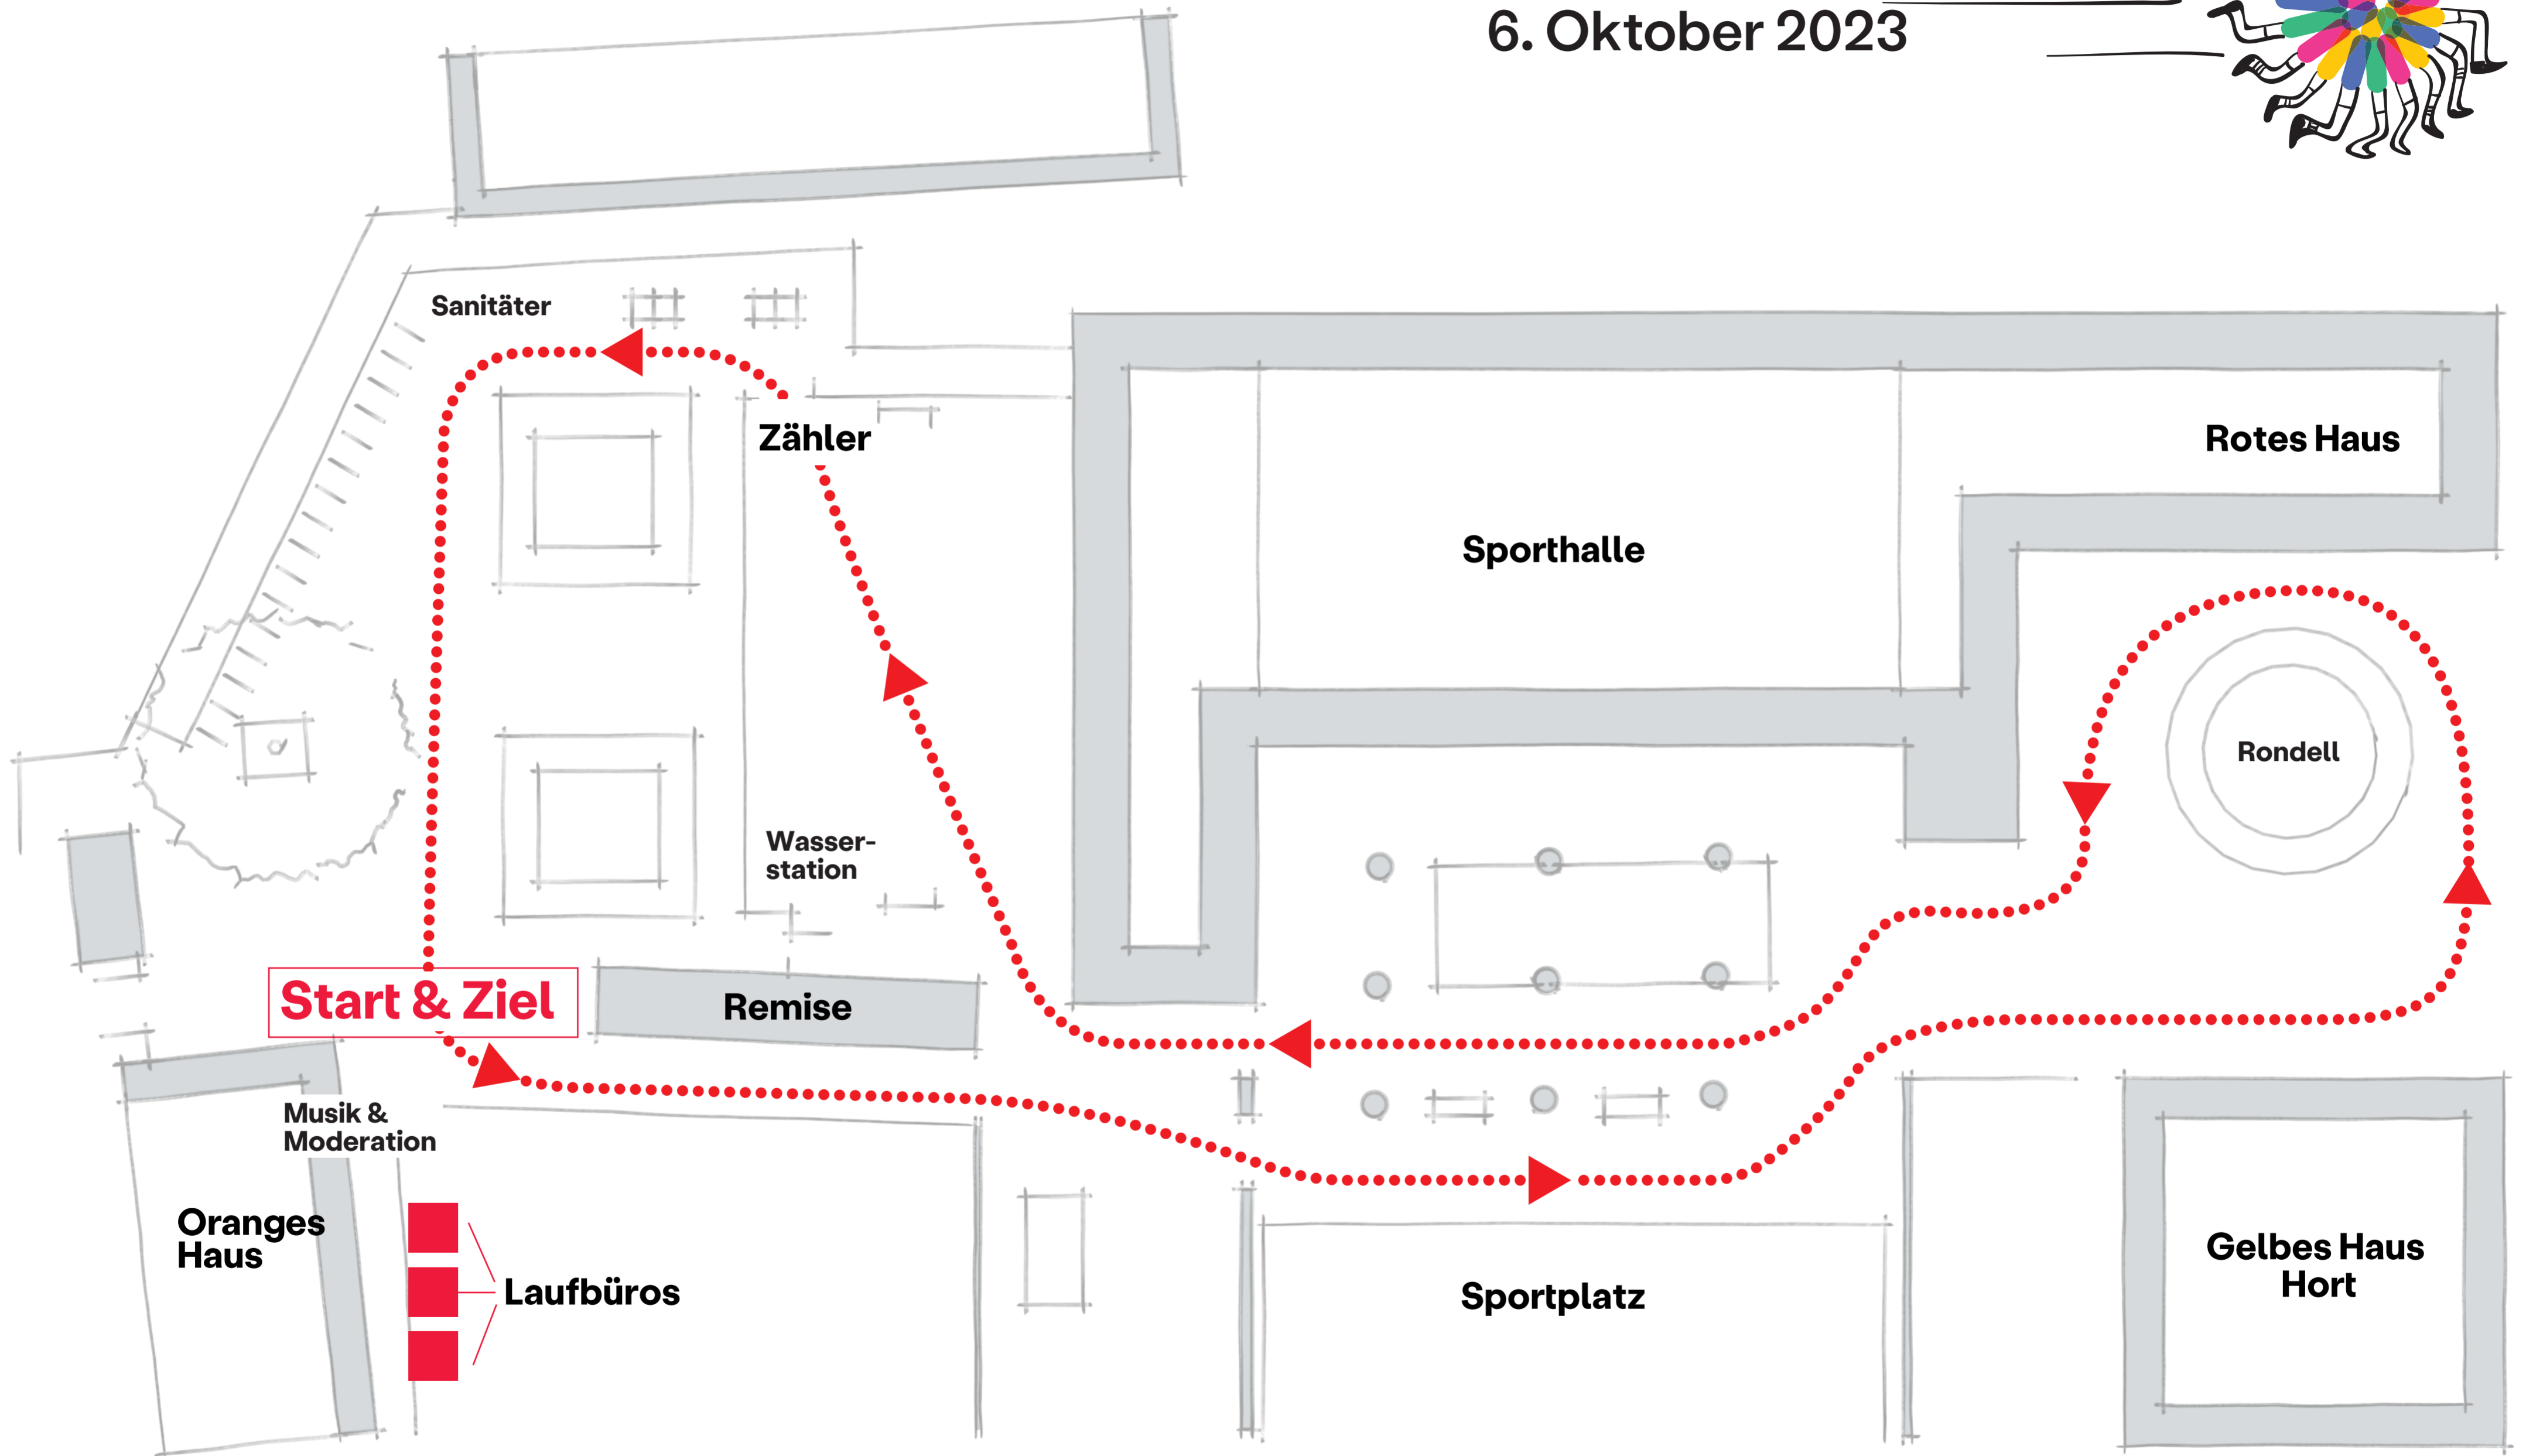 6. Oktober 2023
Sanitäter
Zähler
Rotes Haus
Sporthalle
Rondell
Wasser-
station
Start & Ziel
Remise
Musik &
Moderation
Oranges
Haus
Laufbüros
Sportplatz
Gelbes Haus
Hort